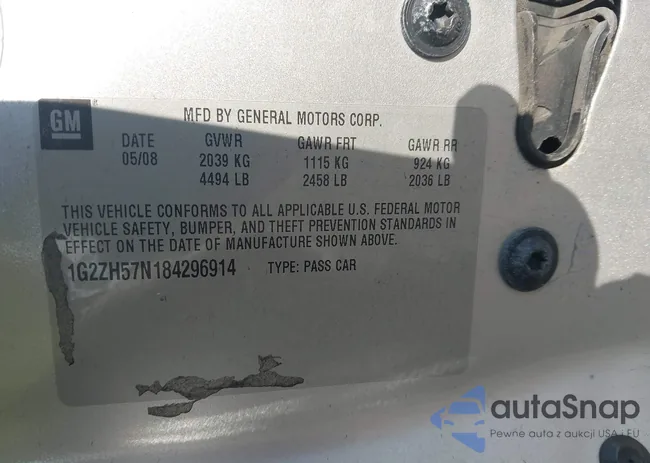 GM
MFD BY GENERAL MOTORS CORP.
DATE GVWR GAWR FRT GAWR RR
05/08 2039 KG 1115 KG 924 KG
4494 LB 2458 LB 2036 LB
THIS VEHICLE CONFORMS TO ALL APPLICABLE U.S. FEDERAL MOTOR
VEHICLE SAFETY, BUMPER, AND THEFT PREVENTION STANDARDS IN
EFFECT ON THE DATE OF MANUFACTURE SHOWN ABOVE.
1G2ZH57N184296914 TYPE: PASS CAR
autaSnap
Pewne auta z aukcji USA i EU